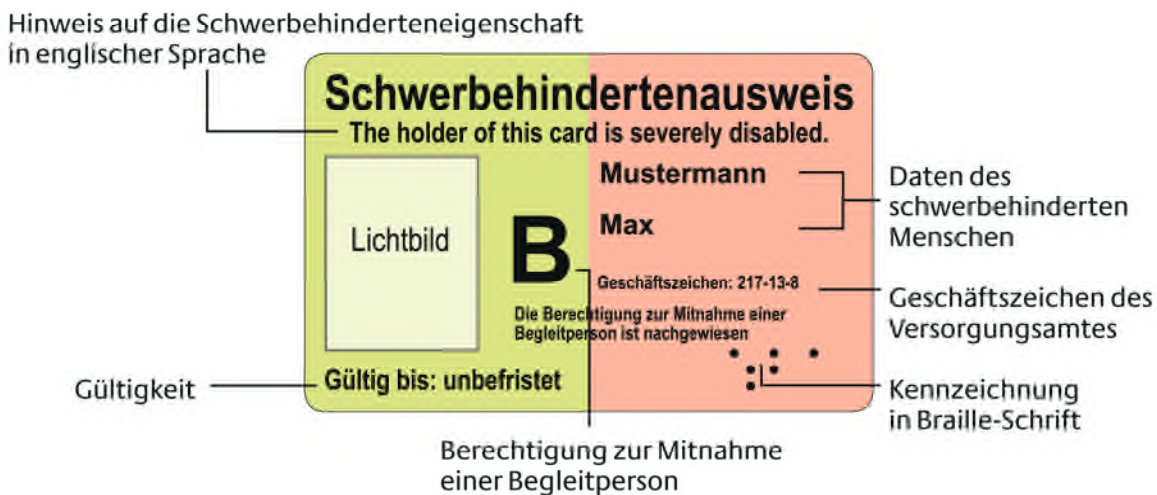 Hinweis auf die Schwerbehinderteneigenschaft
in englischer Sprache
Schwerbehindertenausweis
The holder of this card is severely disabled.
Mustermann
Max
Lichtbild
B
Geschäftszeichen: 217-13-8
Die Berechtigung zur Mitnahme einer
Begleitperson ist nachgewiesen
Gültig bis: unbefristet
Daten des
schwerbehinderten
Menschen
Geschäftszeichen des
Versorgungsamtes
Kennzeichnung
in Braille-Schrift
Gültigkeit
Berechtigung zur Mitnahme
einer Begleitperson